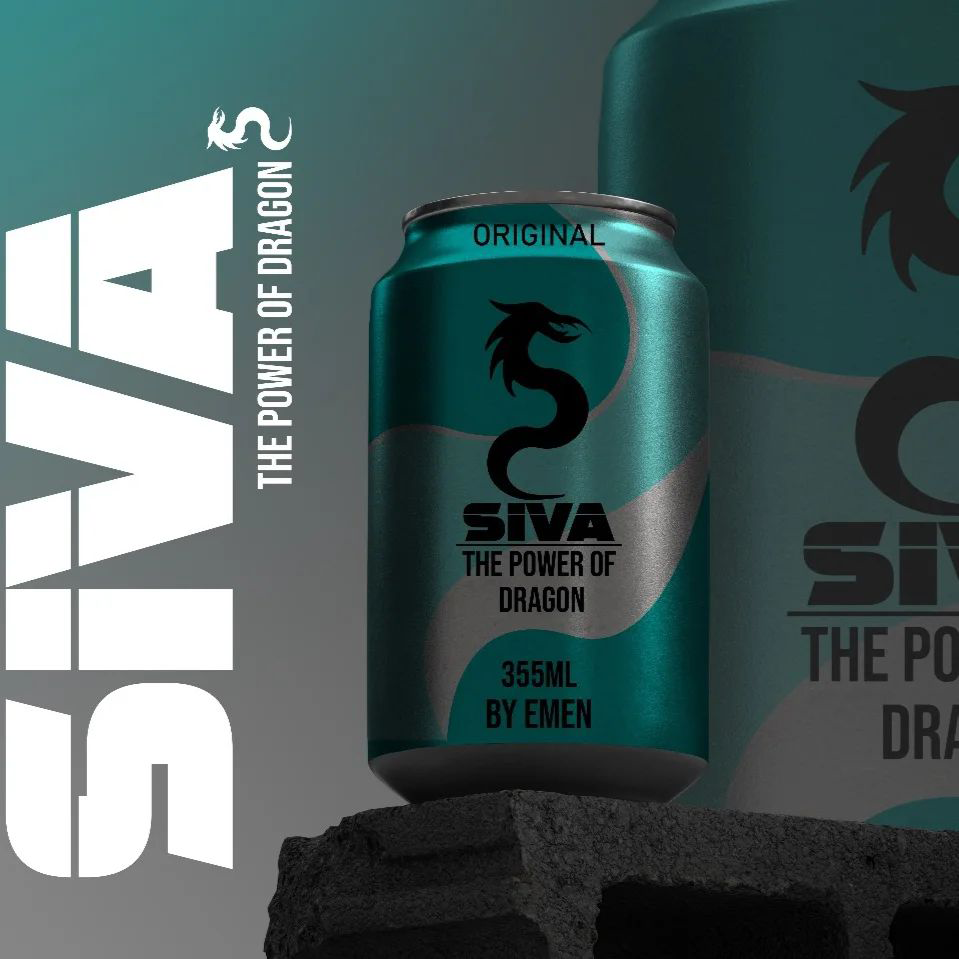 SiVA
THE POWER OF DRAGON
ORIGINAL
SiVA
THE POWER OF
DRAGON
355ML
BY EMEN
SiV
THE PO
DRA